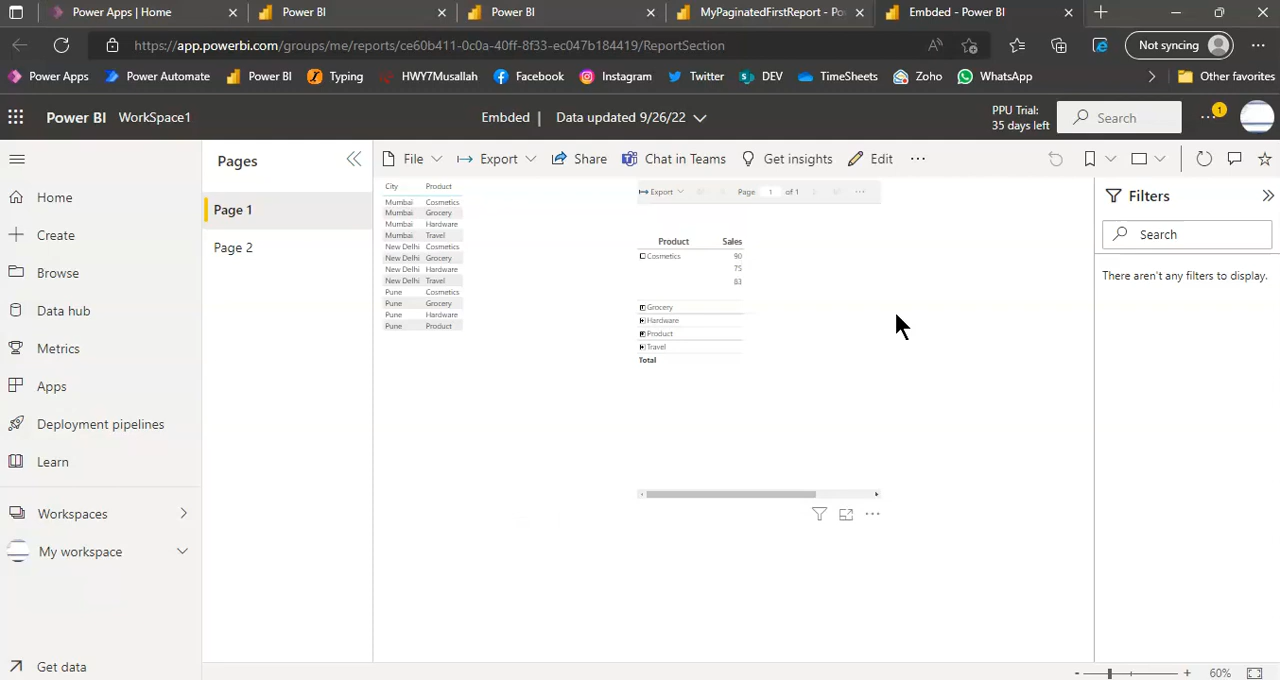 Power Apps | Home
Power BI
Power BI
MyPaginatedFirstReport - Po
Embded - Power BI
https://app.powerbi.com/groups/me/reports/ce60b411-0c0a-40ff-8f33-ec047b184419/ReportSection
Not syncing
Power Apps
Power Automate
Power BI
Typing
HWY7Musallah
Facebook
Instagram
Twitter
DEV
TimeSheets
Zoho
WhatsApp
Other favorites
Power BI WorkSpace1
Embded | Data updated 9/26/22
PPU Trial:
35 days left
Search
1
Pages
File
Export
Share
Chat in Teams
Get insights
Edit
Home
Create
Browse
Data hub
Metrics
Apps
Deployment pipelines
Learn
Workspaces
My workspace
Get data
Page 1
Page 2
City Product
Mumbai Cosmetics
Mumbai Grocery
Mumbai Hardware
Mumbai Travel
New Delhi Cosmetics
New Delhi Grocery
New Delhi Hardware
New Delhi Travel
Pune Cosmetics
Pune Grocery
Pune Hardware
Pune Product
Export Page 1 of 1
Product Sales
Cosmetics 90
75
83
Grocery
Hardware
Product
Travel
Total
Filters
Search
There aren't any filters to display.
- + 60%